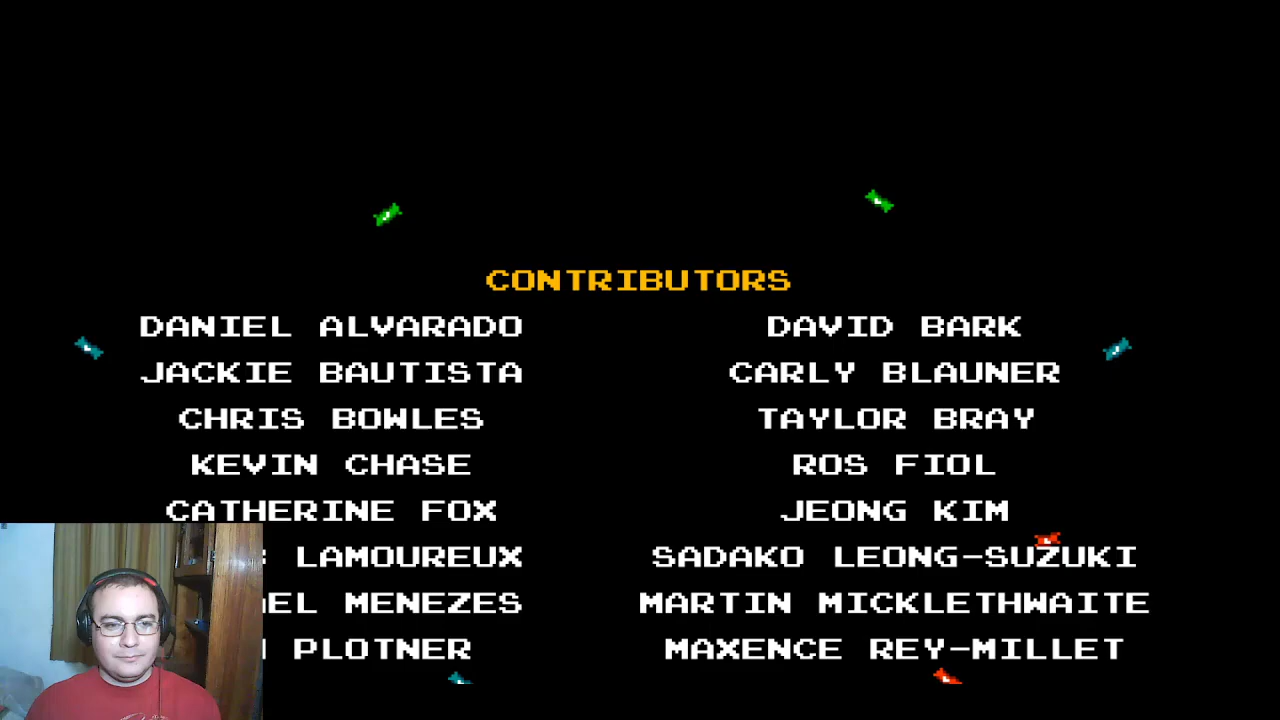 CONTRIBUTORS
DANIEL ALVARADO DAVID BARK
JACKIE BAUTISTA CARLY BLAUNER
CHRIS BOWLES TAYLOR BRAY
KEVIN CHASE ROS FIOL
CATHERINE FOX JEONG KIM
LAMOUREUX SADAKO LEONG-SUZUKI
MENEZES MARTIN MICKLETHWAITE
PLOTNER MAXENCE REY-MILLET